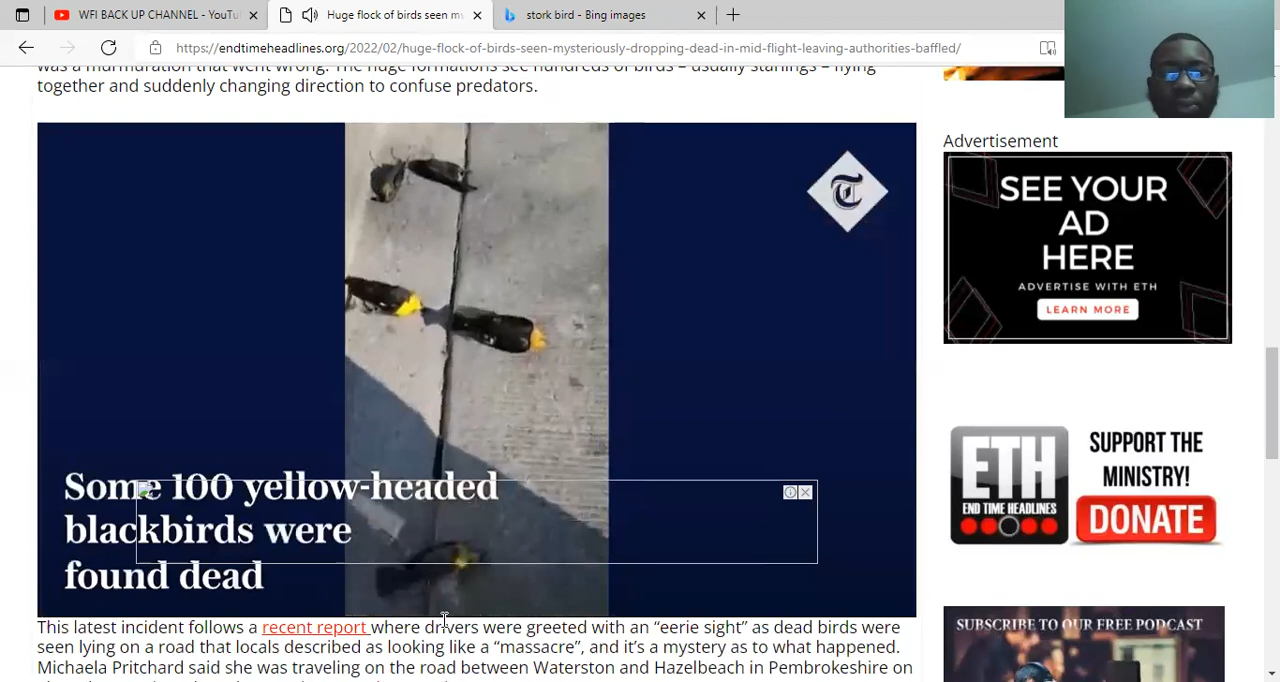 WFI BACK UP CHANNEL - YouTu
Huge flock of birds seen m
stork bird - Bing images
https://endtimeheadlines.org/2022/02/huge-flock-of-birds-seen-mysteriously-dropping-dead-in-mid-flight-leaving-authorities-baffled/
was a murmuration that went wrong. The huge formations see hundreds of birds – usually starlings – flying
together and suddenly changing direction to confuse predators.
T
Some 100 yellow-headed
blackbirds were
found dead
This latest incident follows a recent report where drivers were greeted with an “eerie sight” as dead birds were
seen lying on a road that locals described as looking like a “massacre”, and it’s a mystery as to what happened.
Michaela Pritchard said she was traveling on the road between Waterston and Hazelbeach in Pembrokeshire on
Advertisement
SEE YOUR
AD
HERE
ADVERTISE WITH ETH
LEARN MORE
ETH
END TIME HEADLINES
SUPPORT THE
MINISTRY!
DONATE
SUBSCRIBE TO OUR FREE PODCAST